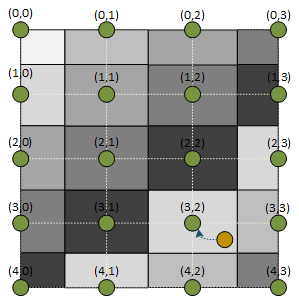 (0,0) (0,1) (0,2) (0,3)
(1,0) (1,1) (1,2) (1,3)
(2,0) (2,1) (2,2) (2,3)
(3,0) (3,1) (3,2) (3,3)
(4,0) (4,1) (4,2) (4,3)